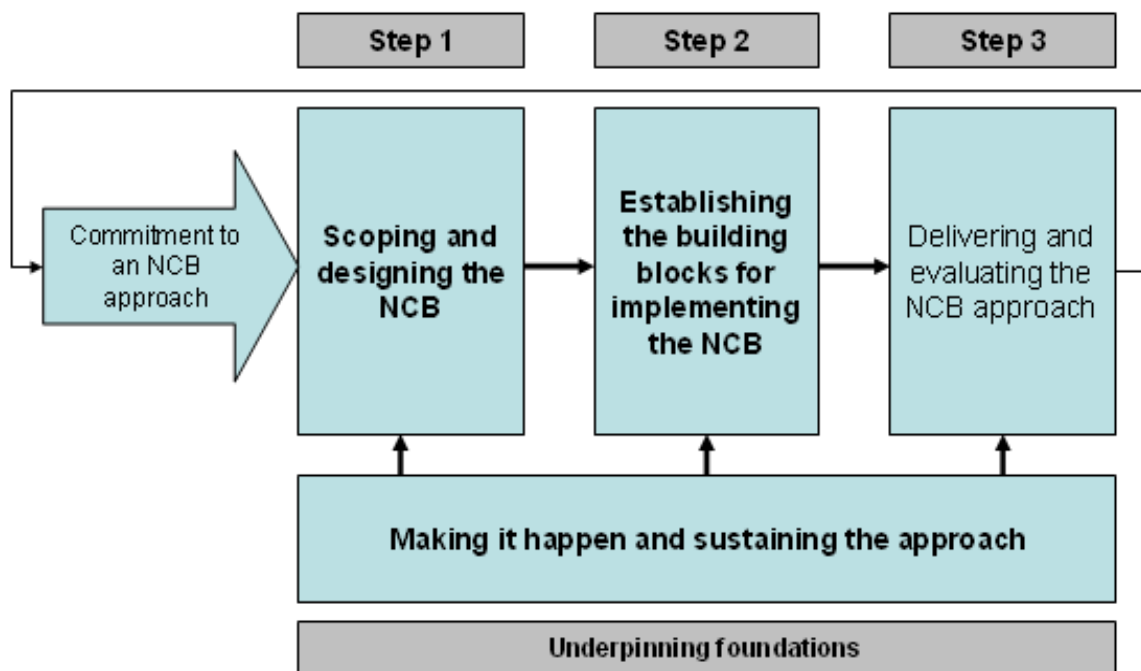 Step 1
Step 2
Step 3
Commitment to
an NCB
approach
Scoping and
designing the
NCB
Establishing
the building
blocks for
implementing
the NCB
Delivering and
evaluating the
NCB approach
Making it happen and sustaining the approach
Underpinning foundations